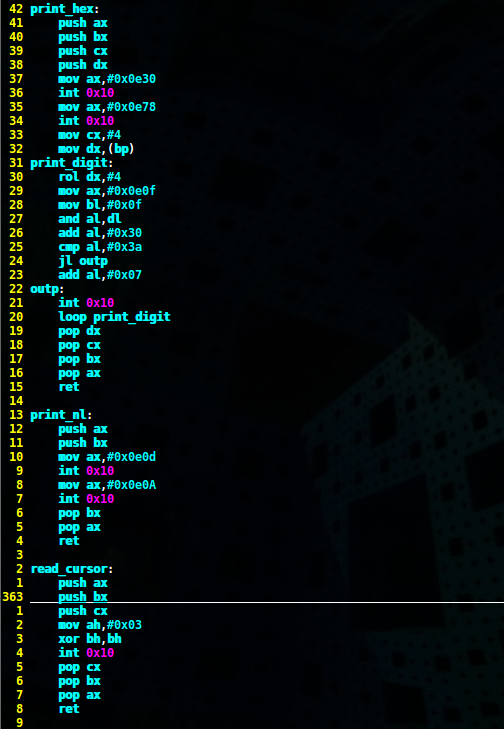 42 print_hex:
41 push ax
40 push bx
39 push cx
38 push dx
37 mov ax,#0x0e30
36 int 0x10
35 mov ax,#0x0e78
34 int 0x10
33 mov cx,#4
32 mov dx,(bp)
31 print_digit:
30 rol dx,#4
29 mov ax,#0x0e0f
28 mov bl,#0x0f
27 and al,dl
26 add al,#0x30
25 cmp al,#0x3a
24 jl outp
23 add al,#0x07
22 outp:
21 int 0x10
20 loop print_digit
19 pop dx
18 pop cx
17 pop bx
16 pop ax
15 ret
14
13 print_nl:
12 push ax
11 push bx
10 mov ax,#0x0e0d
9 int 0x10
8 mov ax,#0x0e0A
7 int 0x10
6 pop bx
5 pop ax
4 ret
3
2 read_cursor:
1 push ax
363 push bx
1 push cx
2 mov ah,#0x03
3 xor bh,bh
4 int 0x10
5 pop cx
6 pop bx
7 pop ax
8 ret
9